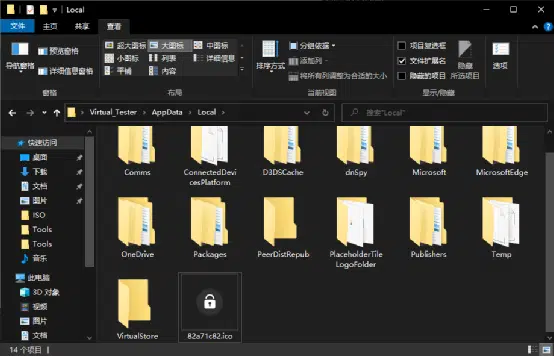 Local
文件
主页
共享
查看
导航窗格
预览窗格
详细信息窗格
窗格
超大图标
大图标
中图标
小图标
列表
详细信息
平铺
内容
布局
排序方式
分组依据
添加列
将所有列调整为合适的大小
当前视图
项目复选框
文件扩展名
隐藏的项目
隐藏
所选项目
显示/隐藏
选项
Virtual_Tester > AppData > Local
搜索"Local"
快速访问
桌面
下载
文档
图片
ISO
Tools
Tools
音乐
此电脑
3D 对象
视频
图片
文档
Comms
ConnectedDevicesPlatform
D3DSCache
dnSpy
Microsoft
MicrosoftEdge
OneDrive
Packages
PeerDistRepub
PlaceholderTileLogoFolder
Publishers
Temp
VirtualStore
82a71c82.ico
14 个项目